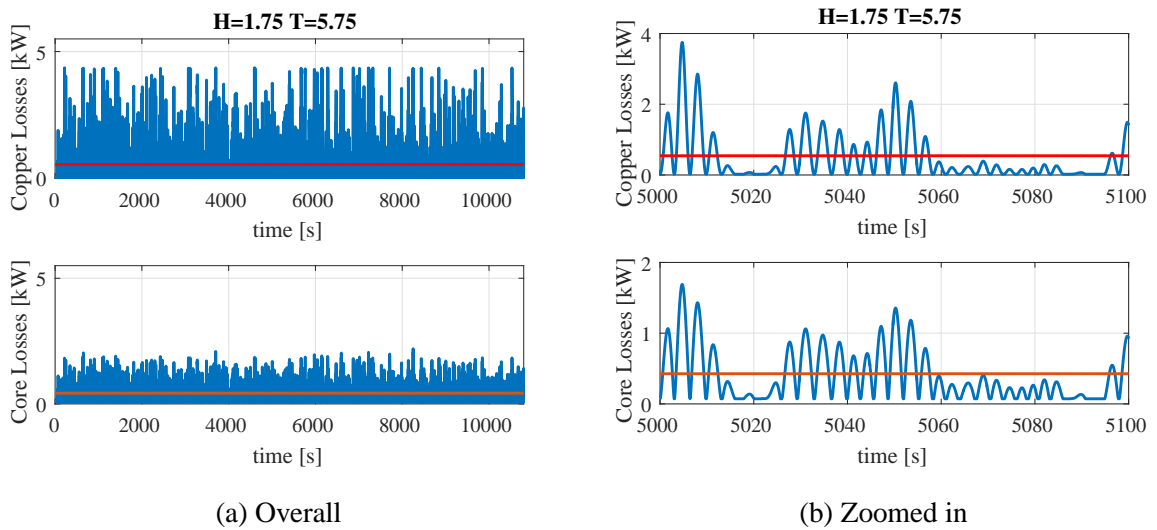 H=1.75 T=5.75
Copper Losses [kW]
5
0
0 2000 4000 6000 8000 10000
time [s]
Core Losses [kW]
5
0
0 2000 4000 6000 8000 10000
time [s]
(a) Overall
H=1.75 T=5.75
Copper Losses [kW]
4
2
0
5000 5020 5040 5060 5080 5100
time [s]
Core Losses [kW]
2
1
0
5000 5020 5040 5060 5080 5100
time [s]
(b) Zoomed in